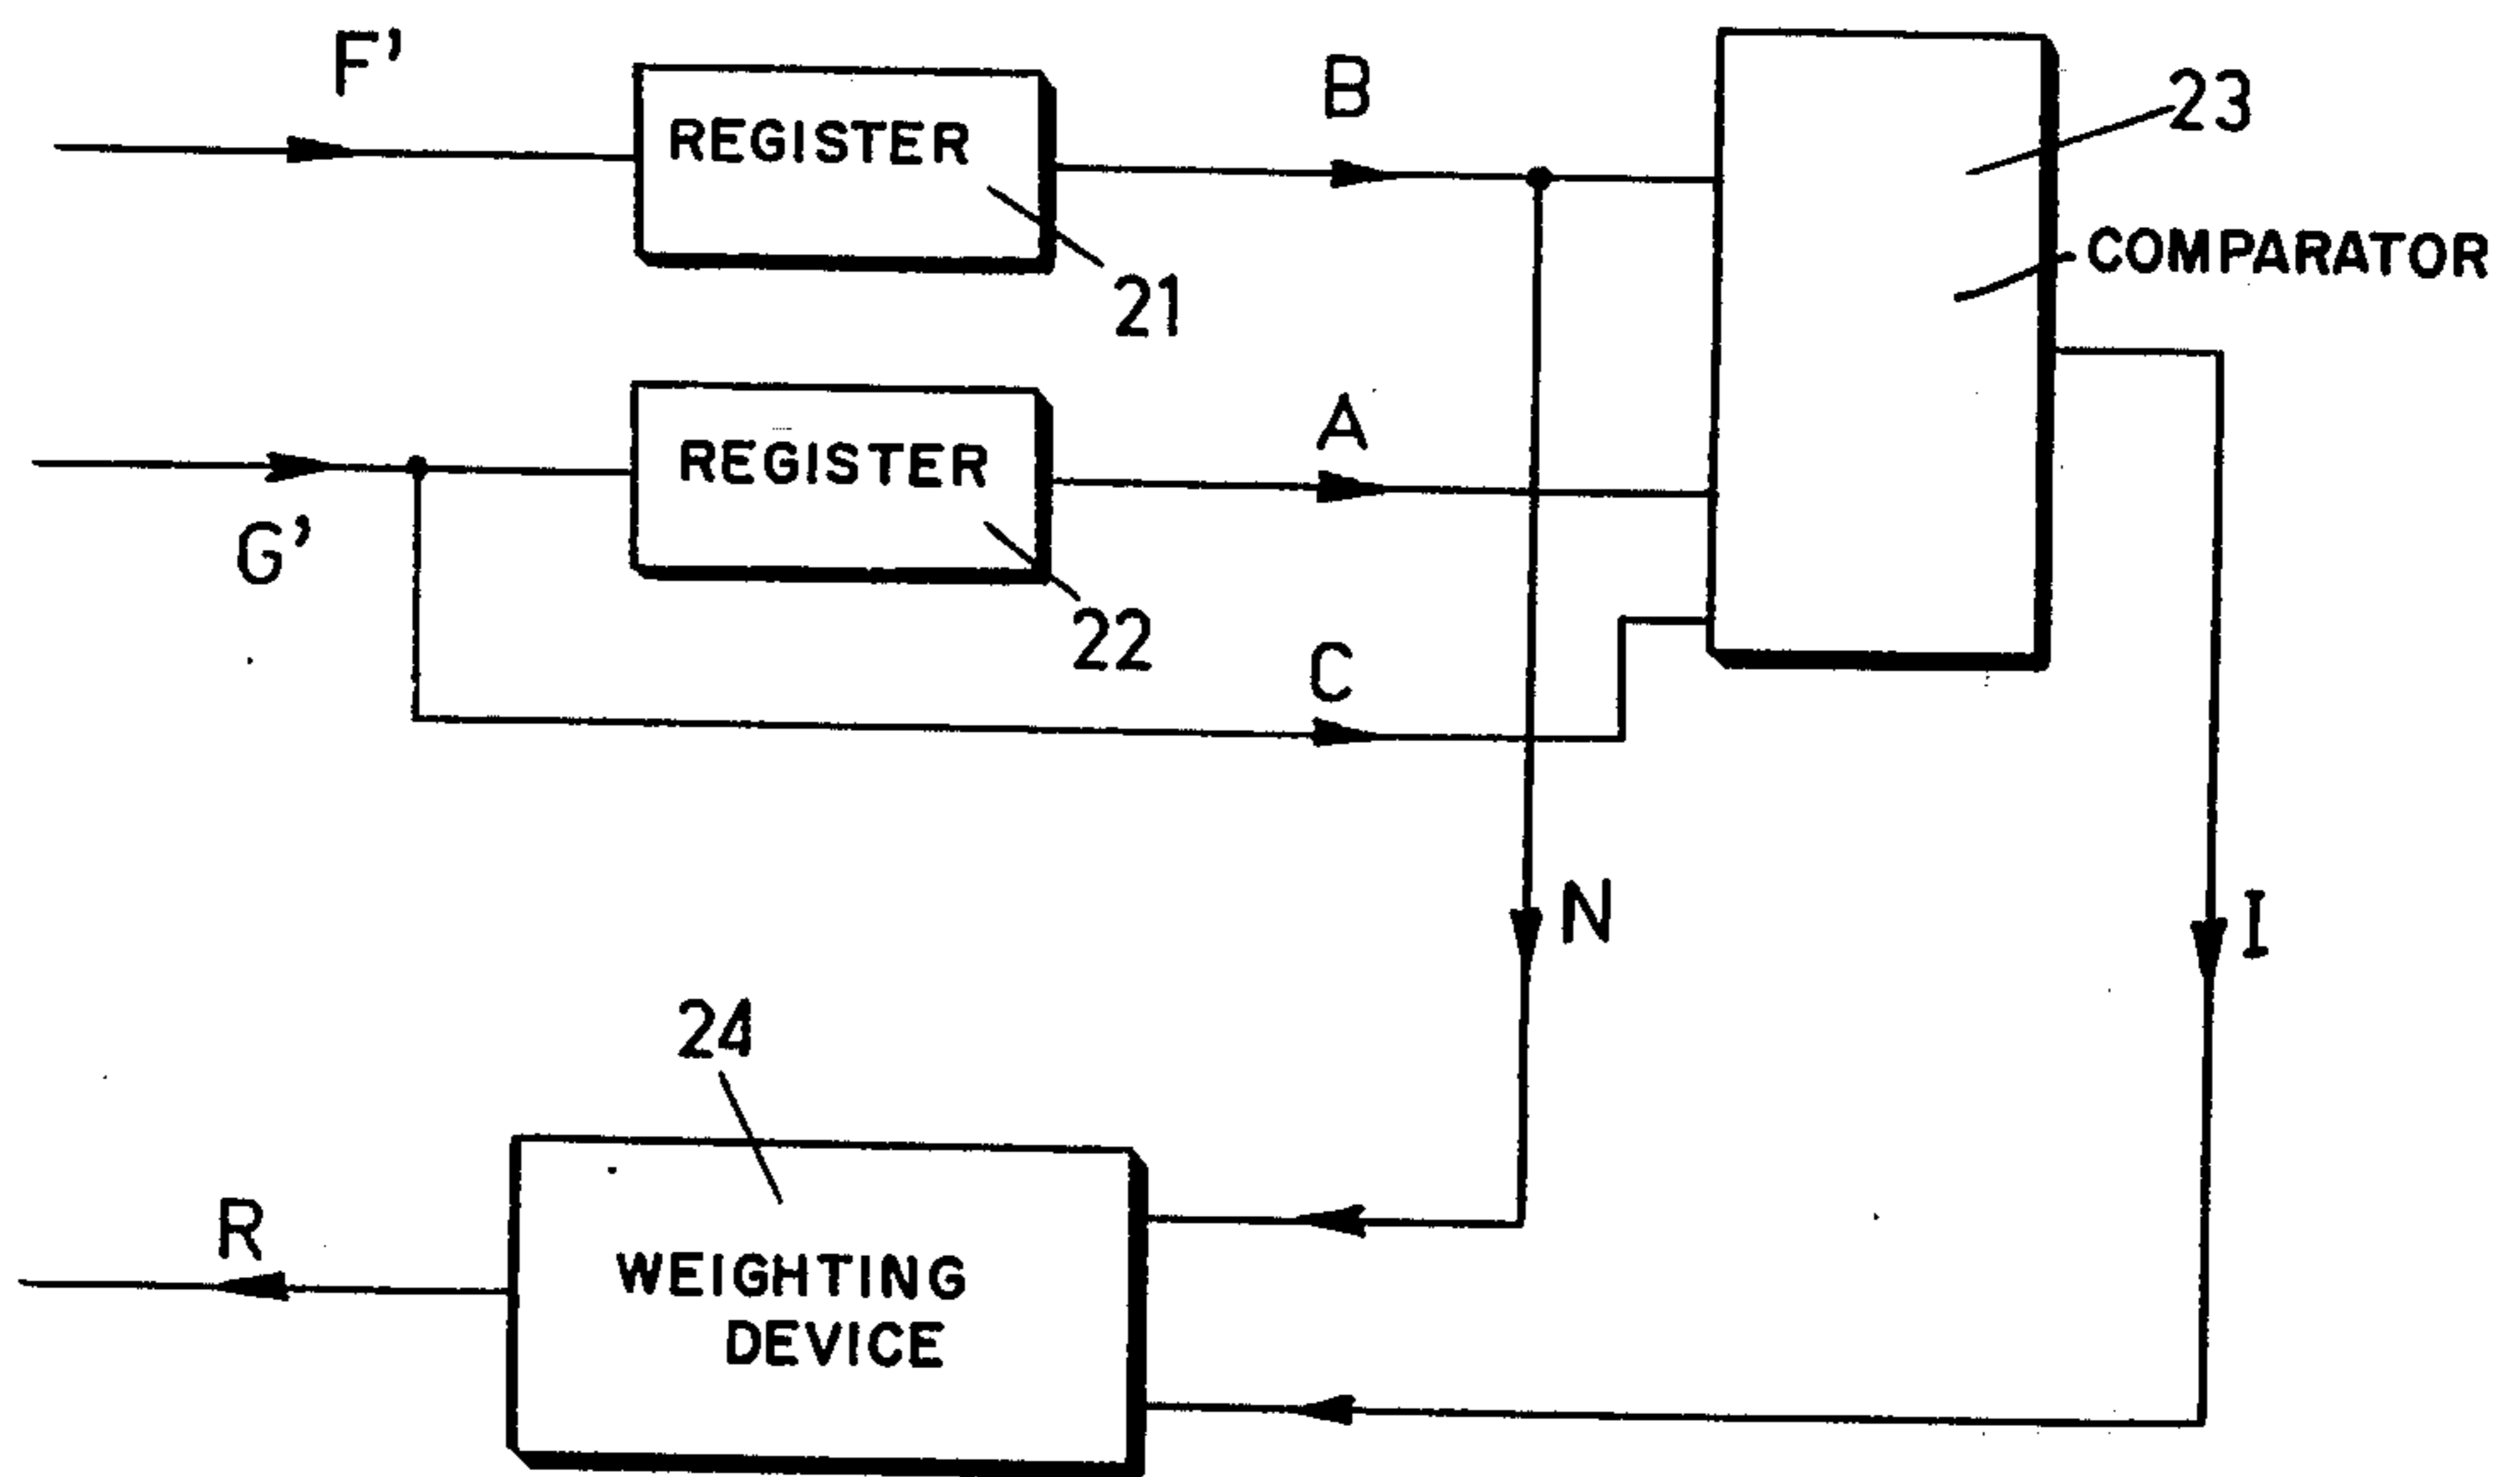 F'
REGISTER
B
23
COMPARATOR
21
REGISTER
A
G'
22
C
N
I
24
R
WEIGHTING
DEVICE